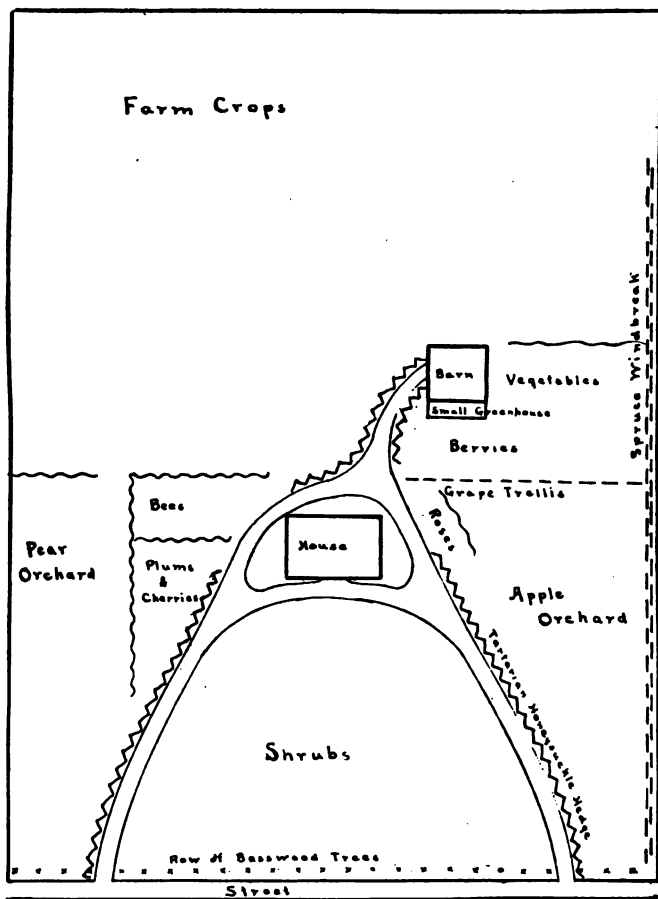 Farm Crops
Spruce Windbreak
Barn
Vegetables
Small Greenhouse
Berries
Grape Trellis
Bees
Roses
House
Pear
Orchard
Plums
&
Cherries
Apple
Orchard
Tartarian Honeysuckle Hedge
Shrubs
Row of Basswood Trees
Street